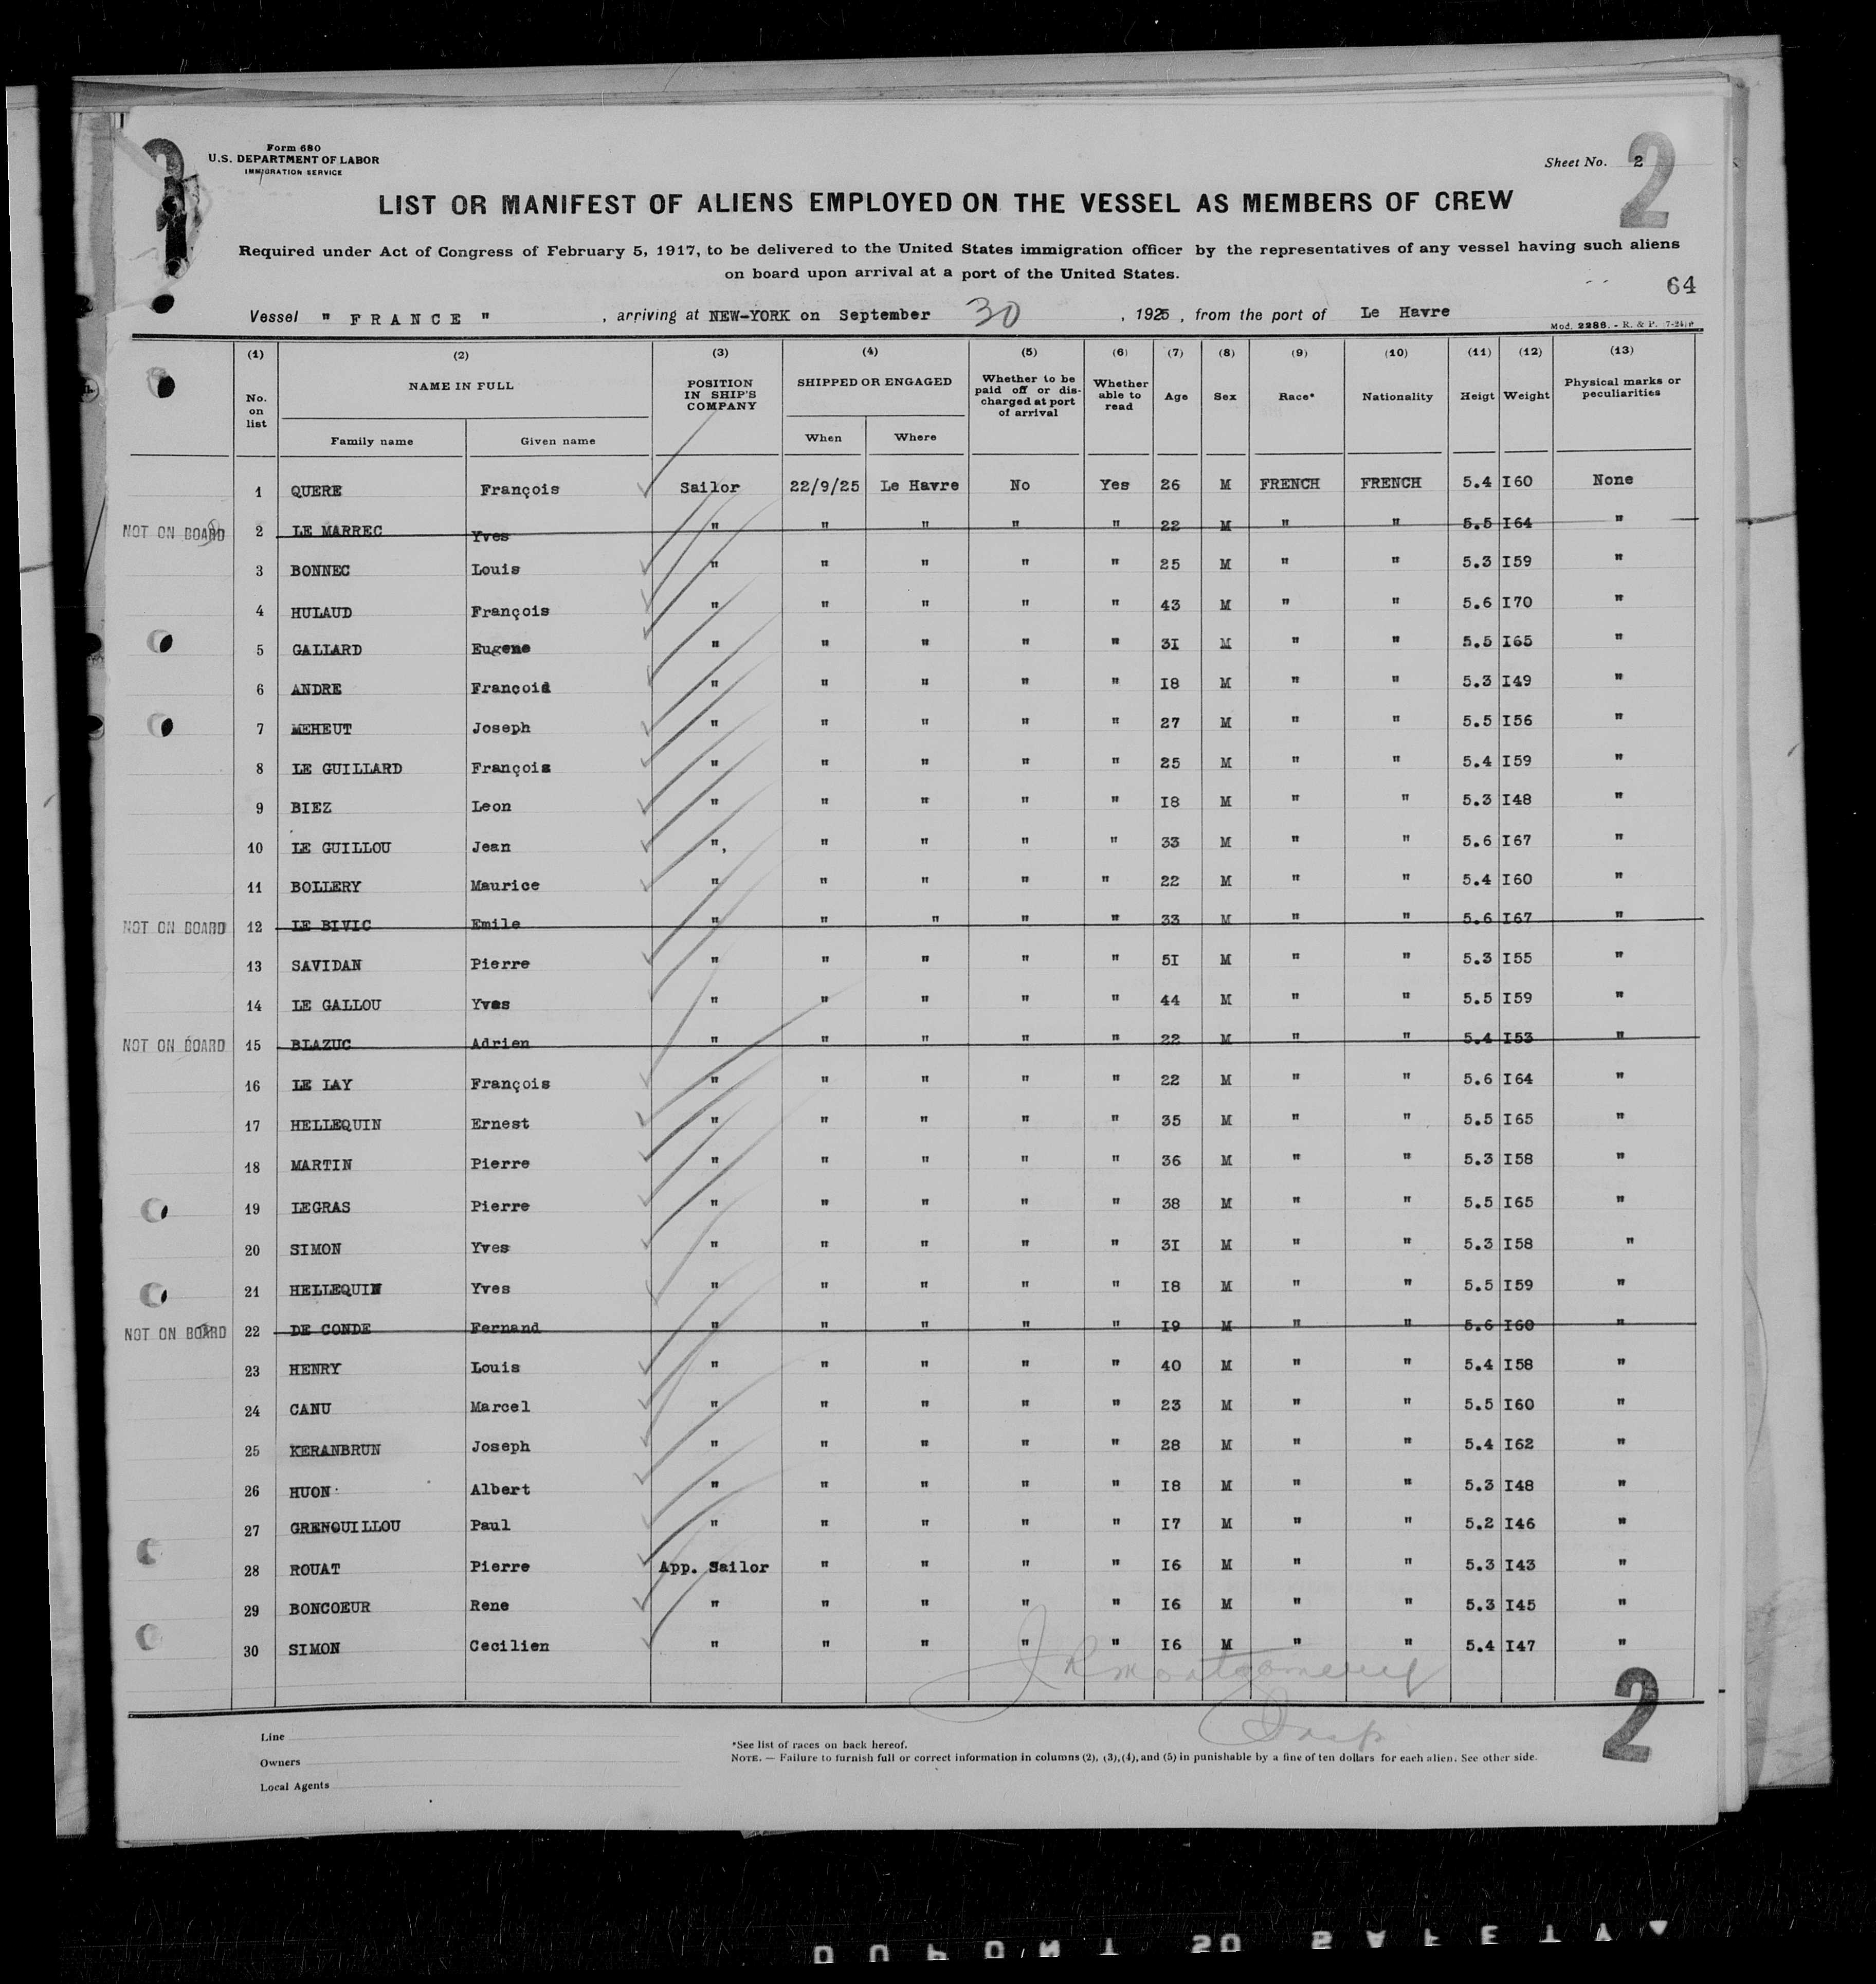 Form 680
U.S. DEPARTMENT OF LABOR
IMMIGRATION SERVICE
Sheet No. 2
2
LIST OR MANIFEST OF ALIENS EMPLOYED ON THE VESSEL AS MEMBERS OF CREW
Required under Act of Congress of February 5, 1917, to be delivered to the United States immigration officer by the representatives of any vessel having such aliens
on board upon arrival at a port of the United States.
64
Vessel " FRANCE " , arriving at NEW-YORK on September 30 , 1925 , from the port of Le Havre
Mod. 2286. - R. & P.
(1) (2) (3) (4) (5) (6) (7) (8) (9) (10) (11) (12) (13)
No. on list NAME IN FULL POSITION IN SHIP'S COMPANY SHIPPED OR ENGAGED Whether to be paid off or discharged at port of arrival Whether able to read Age Sex Race* Nationality Heigt Weight Physical marks or peculiarities
Family name Given name When Where
1 QUERE François Sailor 22/9/25 Le Havre No Yes 26 M FRENCH FRENCH 5.4 I60 None
NOT ON BOARD 2 LE MARREC Yves " " " " " 22 M " " 5.5 I64 "
3 BONNEC Louis " " " " " 25 M " " 5.3 I59 "
4 HULAUD François " " " " " 43 M " " 5.6 I70 "
5 GALLARD Eugene " " " " " 3I M " " 5.5 I65 "
6 ANDRE François " " " " " I8 M " " 5.3 I49 "
7 MEHEUT Joseph " " " " " 27 M " " 5.5 I56 "
8 LE GUILLARD François " " " " " 25 M " " 5.4 I59 "
9 BIEZ Leon " " " " " I8 M " " 5.3 I48 "
10 LE GUILLOU Jean ", " " " " 33 M " " 5.6 I67 "
11 BOLLERY Maurice " " " " " 22 M " " 5.4 I60 "
NOT ON BOARD 12 LE BIVIC Emile " " " " " 33 M " " 5.6 I67 "
13 SAVIDAN Pierre " " " " " 5I M " " 5.3 I55 "
14 LE GALLOU Yves " " " " " 44 M " " 5.5 I59 "
NOT ON BOARD 15 BLAZUC Adrien " " " " " 22 M " " 5.4 I53 "
16 LE LAY François " " " " " 22 M " " 5.6 I64 "
17 HELLEQUIN Ernest " " " " " 35 M " " 5.5 I65 "
18 MARTIN Pierre " " " " " 36 M " " 5.3 I58 "
19 LEGRAS Pierre " " " " " 38 M " " 5.5 I65 "
20 SIMON Yves " " " " " 3I M " " 5.3 I58 "
21 HELLEQUIN Yves " " " " " I8 M " " 5.5 I59 "
NOT ON BOARD 22 DE CONDE Fernand " " " " " I9 M " " 5.6 I60 "
23 HENRY Louis " " " " " 40 M " " 5.4 I58 "
24 CANU Marcel " " " " " 23 M " " 5.5 I60 "
25 KERANBRUN Joseph " " " " " 28 M " " 5.4 I62 "
26 HUON Albert " " " " " I8 M " " 5.3 I48 "
27 GRENOUILLOU Paul " " " " " I7 M " " 5.2 I46 "
28 ROUAT Pierre App. Sailor " " " " I6 M " " 5.3 I43 "
29 BONCOEUR Rene " " " " " I6 M " " 5.3 I45 "
30 SIMON Cecilien " " " " " I6 M " " 5.4 I47 "
J R Montgomery
Insp
2
Line
Owners
Local Agents
*See list of races on back hereof.
NOTE. — Failure to furnish full or correct information in columns (2), (3), (4), and (5) in punishable by a fine of ten dollars for each alien. See other side.
DUPONT SO SAFETY